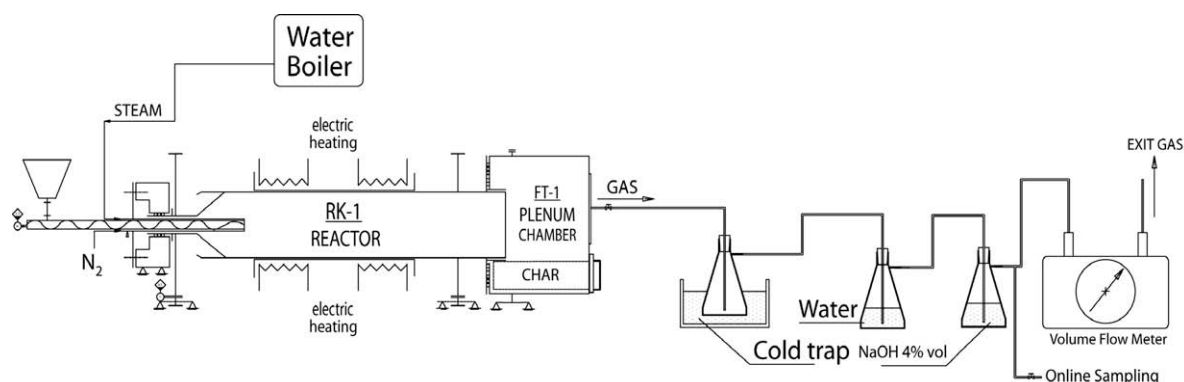 Water
Boiler
STEAM
electric
heating
N2
RK-1
REACTOR
electric
heating
FT-1
PLENUM
CHAMBER
CHAR
GAS
Cold trap
Water
NaOH 4% vol
EXIT GAS
Volume Flow Meter
Online Sampling